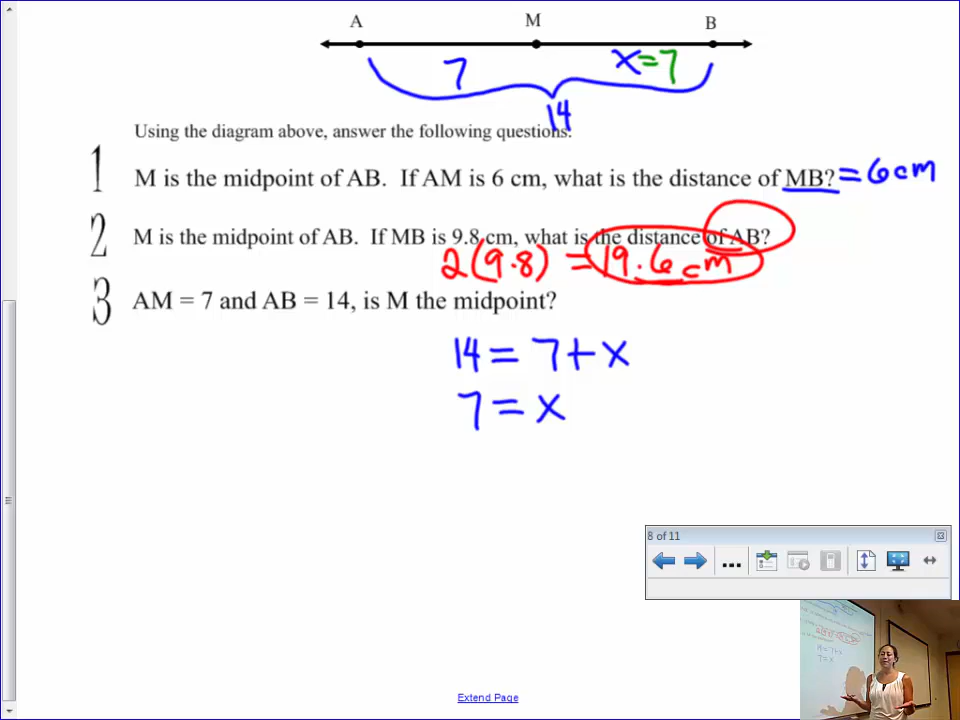 A M B
7 x=7
14
Using the diagram above, answer the following questions.
1 M is the midpoint of AB. If AM is 6 cm, what is the distance of MB? = 6cm
2 M is the midpoint of AB. If MB is 9.8 cm, what is the distance of AB?
2(9.8) = 19.6cm
3 AM = 7 and AB = 14, is M the midpoint?
14 = 7+x
7 = x
8 of 11
...
Extend Page